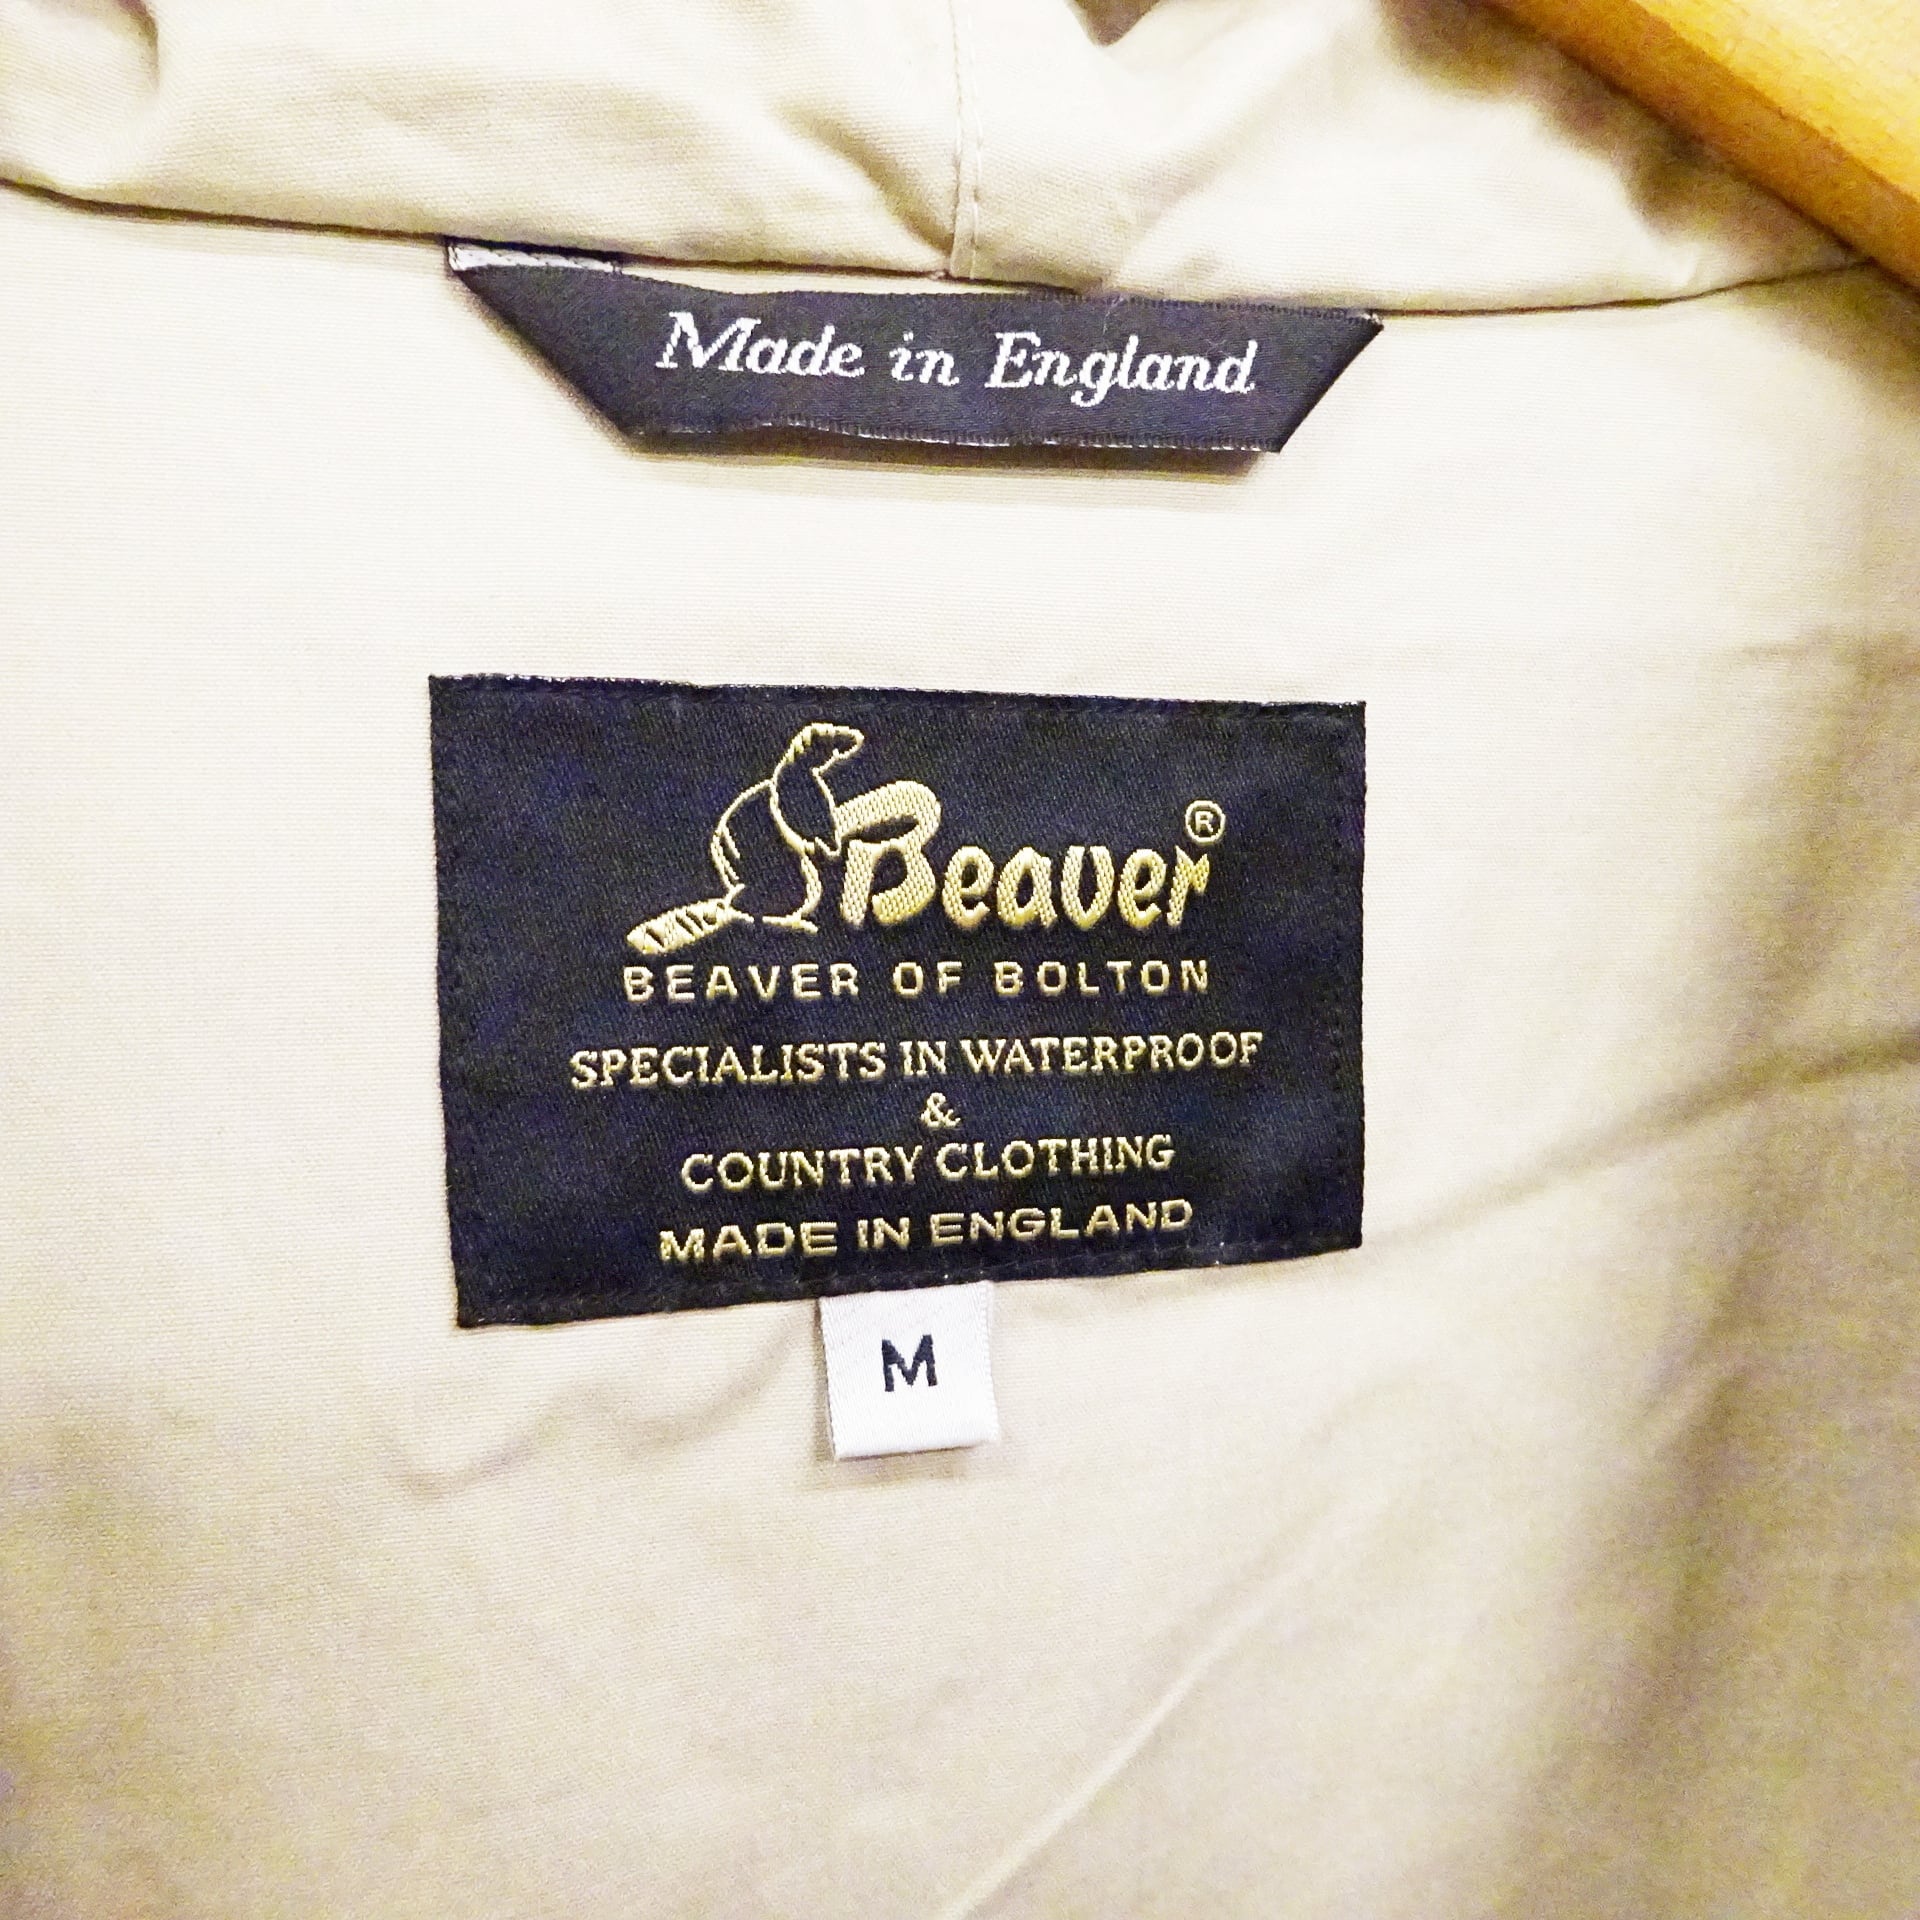 Made in England
Beaver®
BEAVER OF BOLTON
SPECIALISTS IN WATERPROOF
&
COUNTRY CLOTHING
MADE IN ENGLAND
M